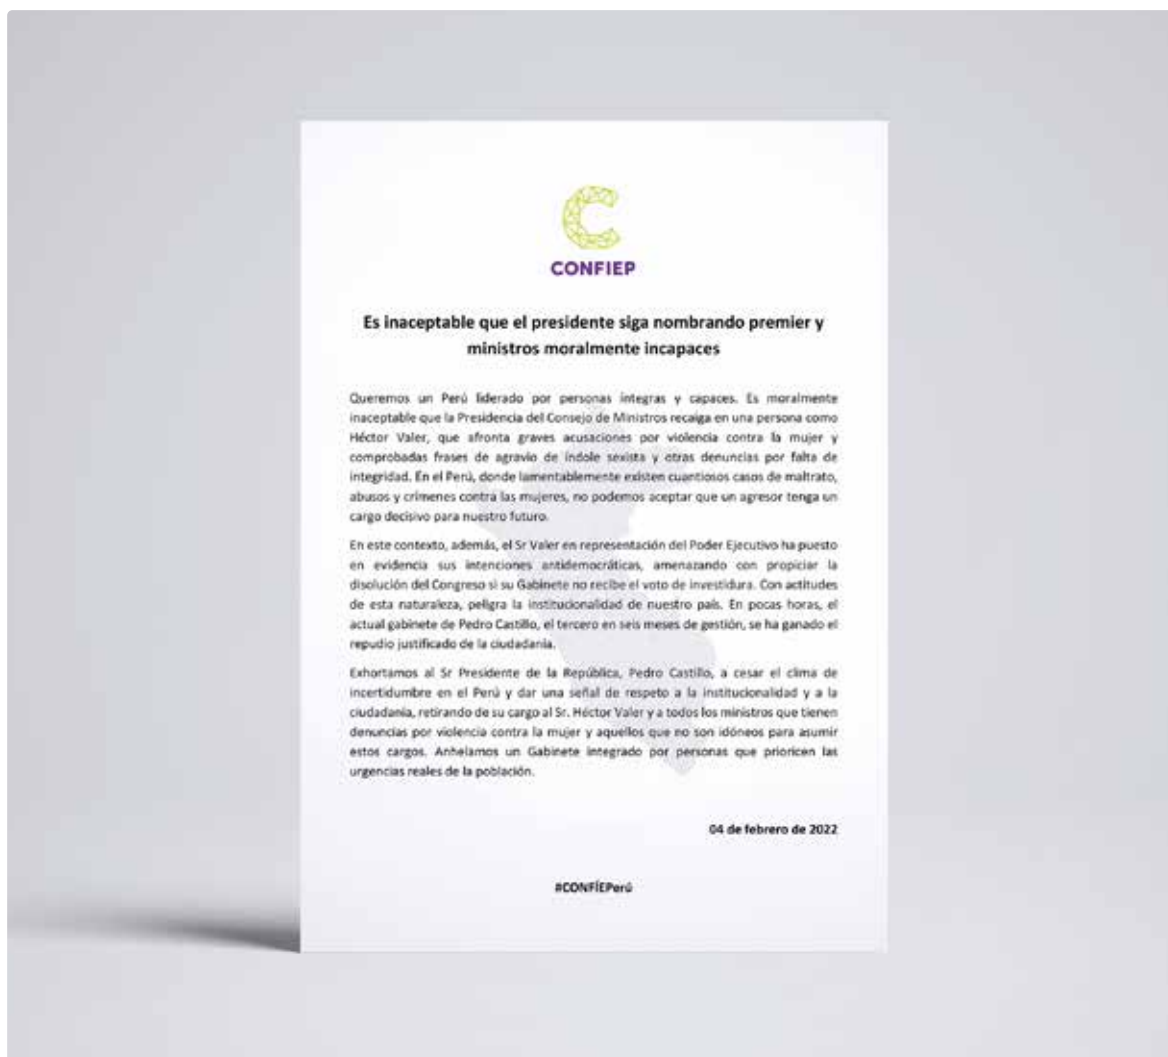 C
CONFIEP
Es inaceptable que el presidente siga nombrando premier y
ministros moralmente incapaces
Queremos un Perú liderado por personas íntegras y capaces. Es moralmente
inaceptable que la Presidencia del Consejo de Ministros recaiga en una persona como
Héctor Valer, que afronta graves acusaciones por violencia contra la mujer y
comprobadas frases de agravio de índole sexista y otras denuncias por falta de
integridad. En el Perú, donde lamentablemente existen cuantiosos casos de maltrato,
abusos y crímenes contra las mujeres, no podemos aceptar que un agresor tenga un
cargo decisivo para nuestro futuro.
En este contexto, además, el Sr Valer en representación del Poder Ejecutivo ha puesto
en evidencia sus intenciones antidemocráticas, amenazando con propiciar la
disolución del Congreso si su Gabinete no recibe el voto de investidura. Con actitudes
de esta naturaleza, peligra la institucionalidad de nuestro país. En pocas horas, el
actual gabinete de Pedro Castillo, el tercero en seis meses de gestión, se ha ganado el
repudio justificado de la ciudadanía.
Exhortamos al Sr Presidente de la República, Pedro Castillo, a cesar el clima de
incertidumbre en el Perú y dar una señal de respeto a la institucionalidad y a la
ciudadanía, retirando de su cargo al Sr. Héctor Valer y a todos los ministros que tienen
denuncias por violencia contra la mujer y aquellos que no son idóneos para asumir
estos cargos. Anhelamos un Gabinete integrado por personas que prioricen las
urgencias reales de la población.
04 de febrero de 2022
#CONFÍEPerú